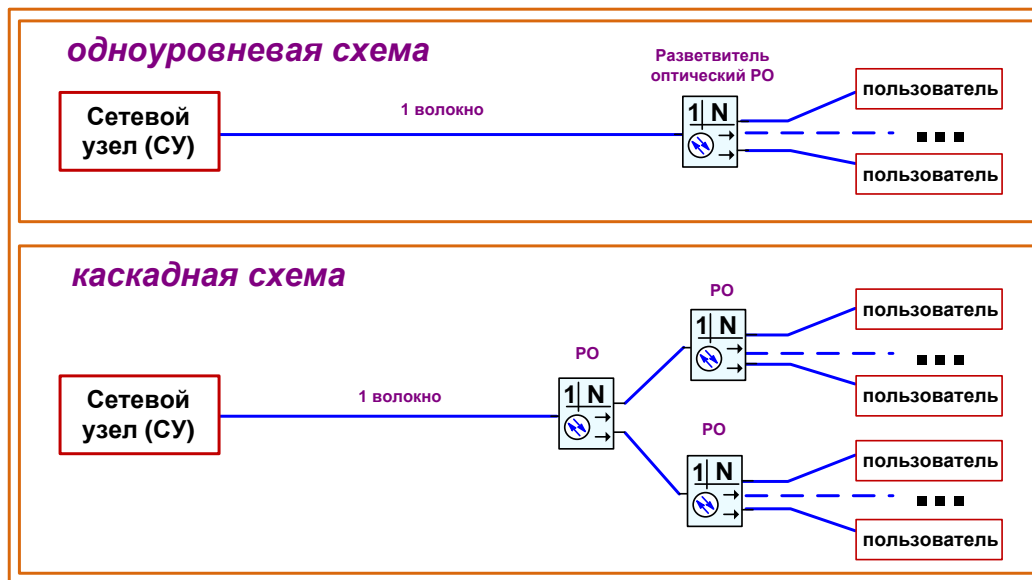 одноуровневая схема
Разветвитель
оптический РО
Сетевой
узел (СУ)
1 волокно
1 N
пользователь
пользователь
каскадная схема
РО
1 N
пользователь
пользователь
РО
1 N
Сетевой
узел (СУ)
1 волокно
РО
1 N
пользователь
пользователь